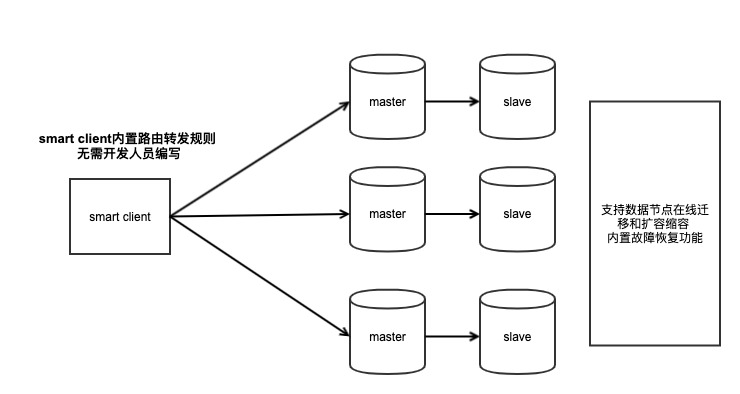 smart client内置路由转发规则
无需开发人员编写
smart client
master
slave
master
slave
master
slave
支持数据节点在线迁
移和扩容缩容
内置故障恢复功能